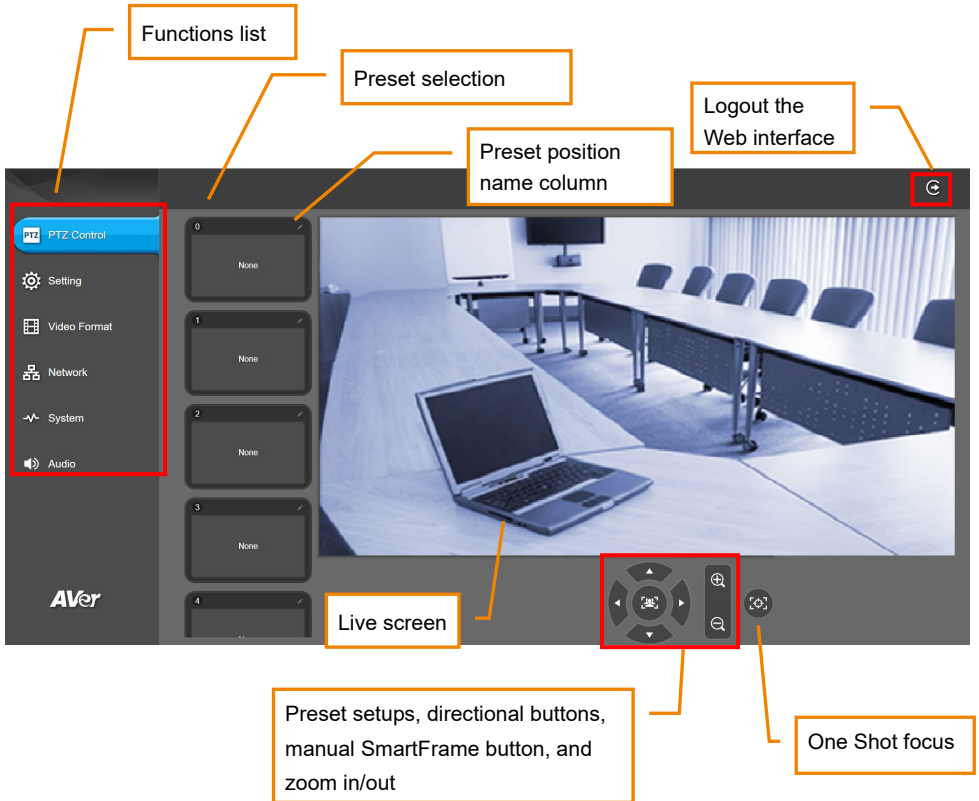 Functions list
Preset selection
Logout the
Web interface
Preset position
name column
PTZ PTZ Control
Setting
Video Format
Network
System
Audio
0
None
1
None
2
None
3
None
4
AVer
Live screen
Preset setups, directional buttons,
manual SmartFrame button, and
zoom in/out
One Shot focus